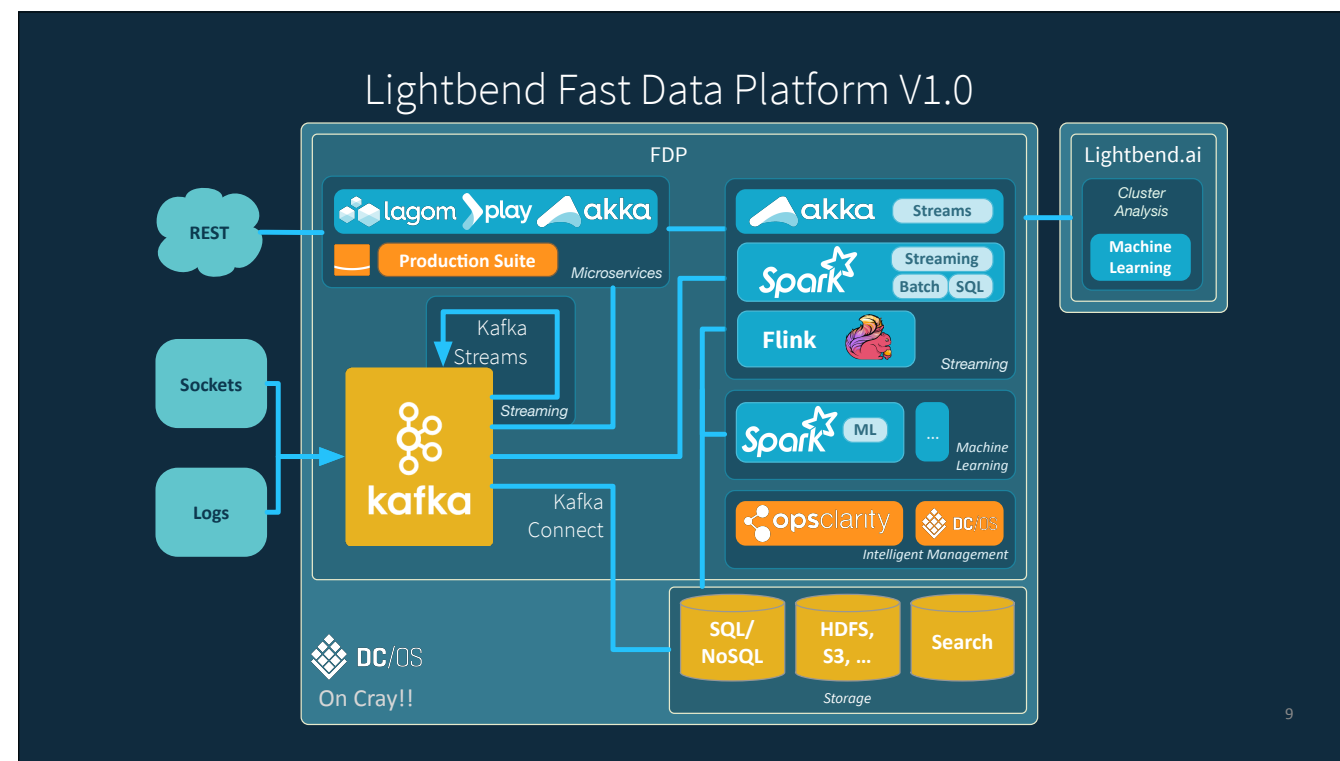 Lightbend Fast Data Platform V1.0
FDP
Lightbend.ai
Cluster
Analysis
Machine
Learning
REST
lagom play akka
Production Suite
Microservices
akka Streams
Spark Streaming
Batch SQL
Flink
Streaming
Kafka
Streams
Streaming
Sockets
Logs
kafka
Kafka
Connect
Spark ML ...
Machine
Learning
opsclarity DC/OS
Intelligent Management
SQL/
NoSQL
HDFS,
S3, ...
Search
Storage
DC/OS
On Cray!!
9